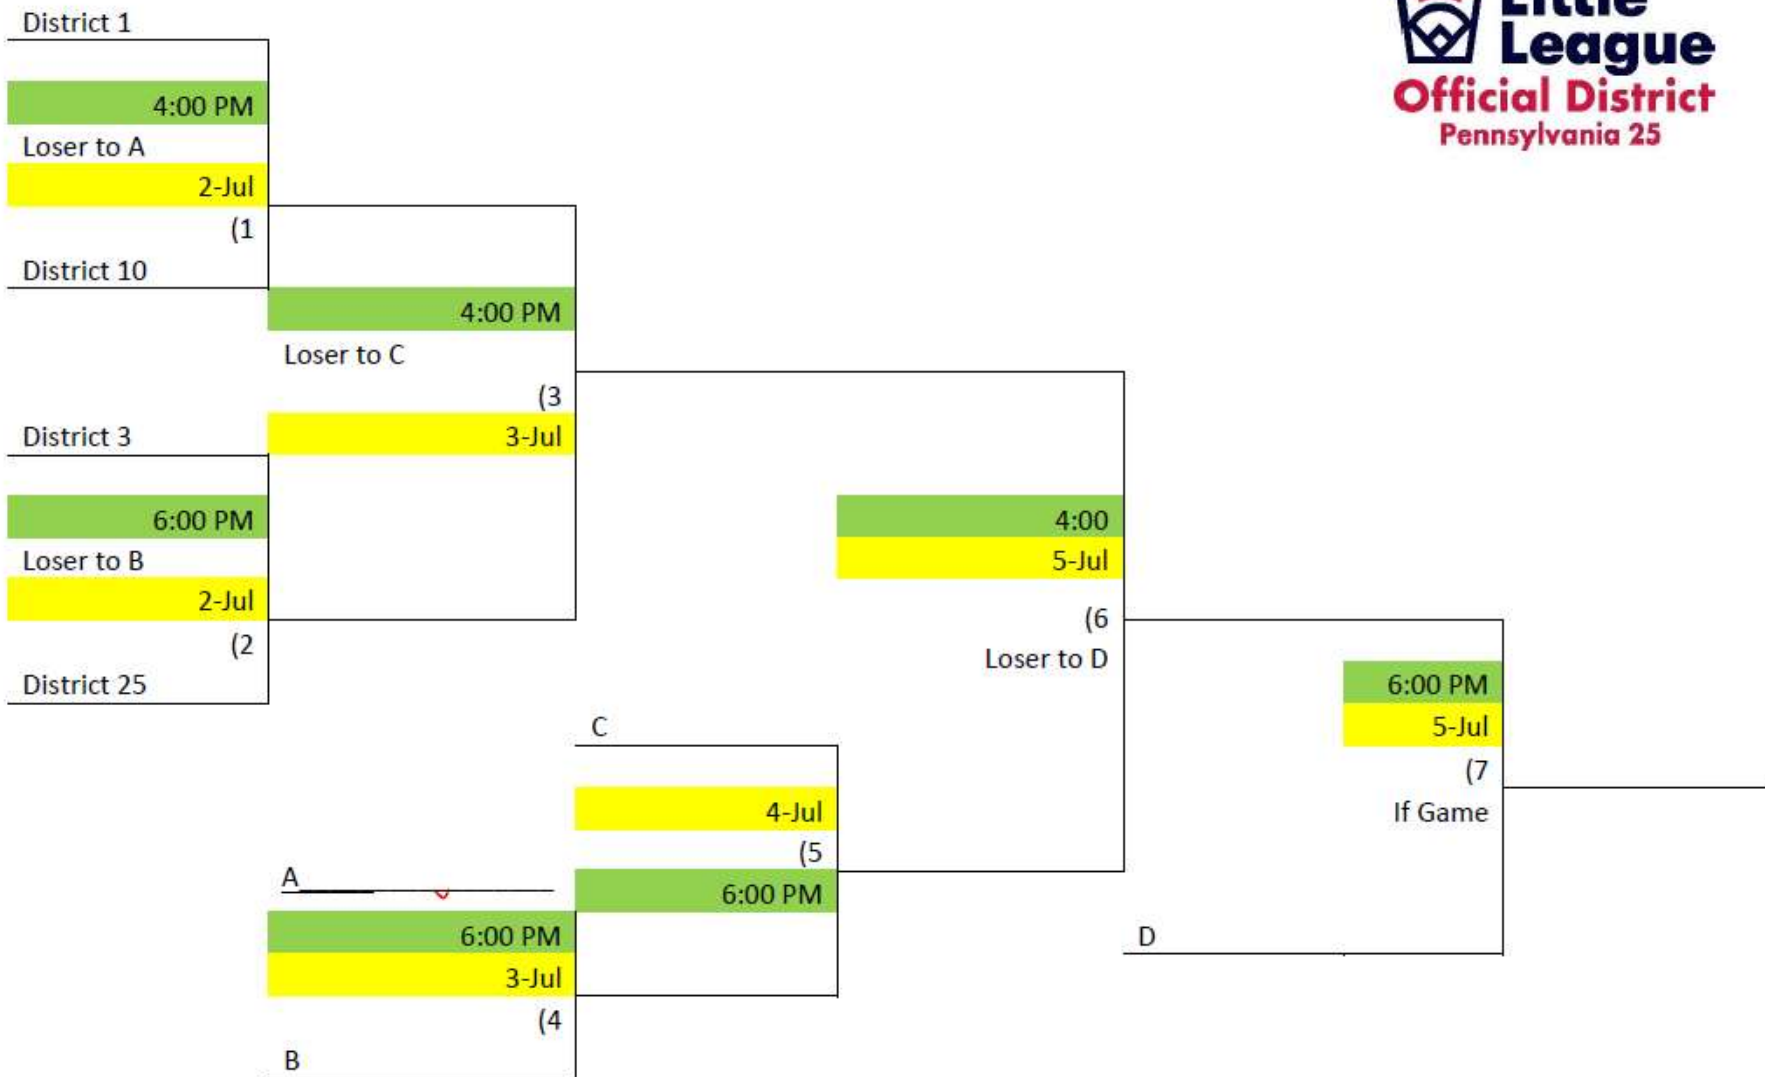 District 1
4:00 PM
Loser to A
2-Jul
(1
District 10
4:00 PM
Loser to C
(3
3-Jul
District 3
6:00 PM
Loser to B
2-Jul
(2
District 25
4:00
5-Jul
(6
Loser to D
6:00 PM
5-Jul
(7
If Game
C
4-Jul
(5
6:00 PM
A
6:00 PM
3-Jul
(4
B
D
Little
League
Official District
Pennsylvania 25